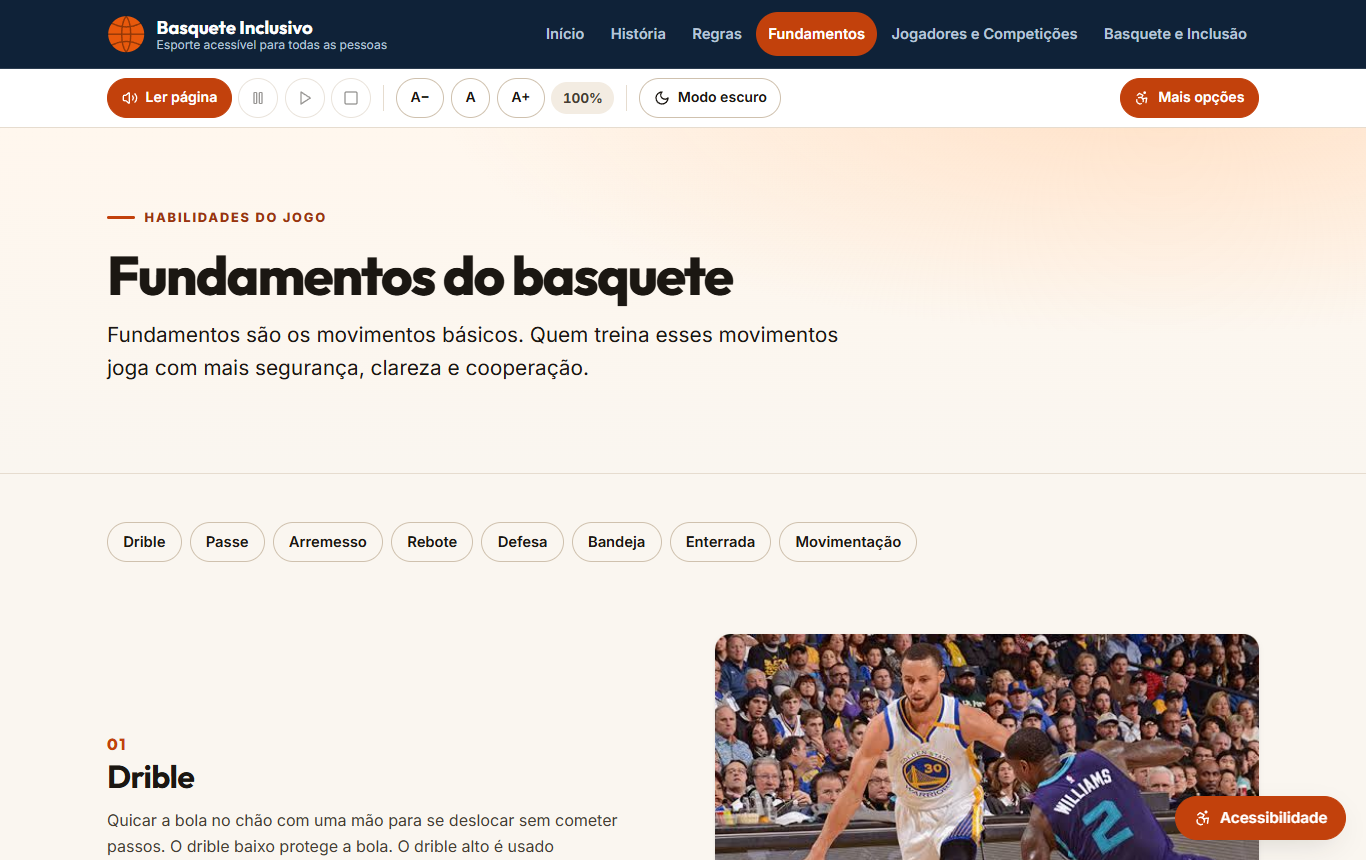 Basquete Inclusivo
Esporte acessível para todas as pessoas
Início
História
Regras
Fundamentos
Jogadores e Competições
Basquete e Inclusão
Ler página
A−
A
A+
100%
Modo escuro
Mais opções
HABILIDADES DO JOGO
Fundamentos do basquete
Fundamentos são os movimentos básicos. Quem treina esses movimentos
joga com mais segurança, clareza e cooperação.
Drible
Passe
Arremesso
Rebote
Defesa
Bandeja
Enterrada
Movimentação
01
Drible
Quicar a bola no chão com uma mão para se deslocar sem cometer
passos. O drible baixo protege a bola. O drible alto é usado
30
WARRIORS
WILLIAMS
2
Acessibilidade